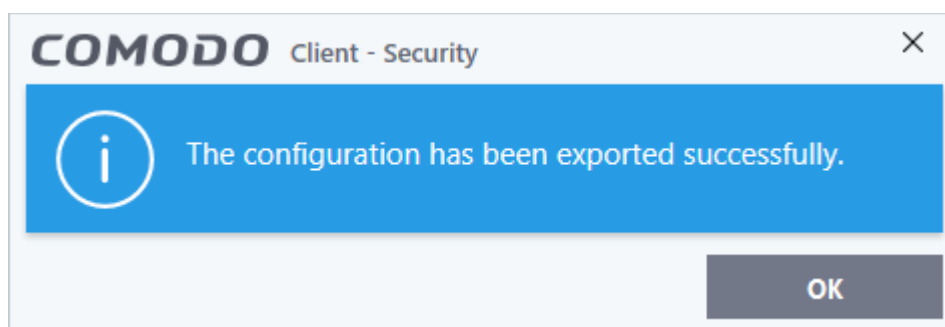 COMODO Client - Security
The configuration has been exported successfully.
OK